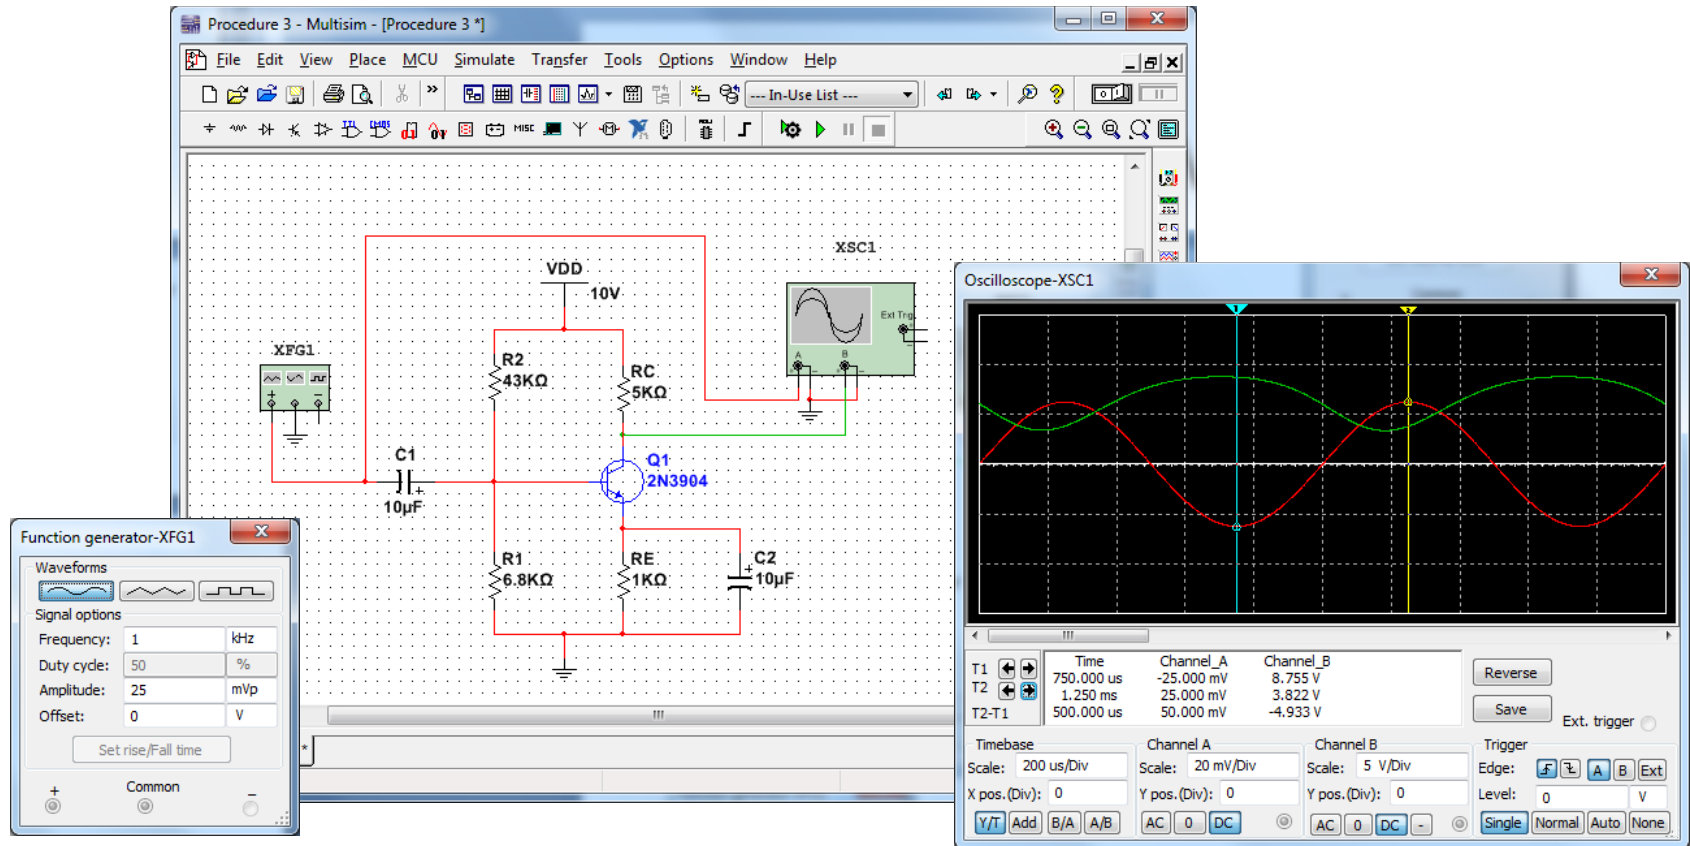 Procedure 3 - Multisim - [Procedure 3 *]
File Edit View Place MCU Simulate Transfer Tools Options Window Help
--- In-Use List ---
MISC
XSC1
VDD
10V
Ext Trig
XFG1
R2
43KΩ
RC
5KΩ
A B
C1
10µF
Q1
2N3904
R1
6.8KΩ
RE
1KΩ
C2
10µF
Function generator-XFG1
Waveforms
Signal options
Frequency: 1 kHz
Duty cycle: 50 %
Amplitude: 25 mVp
Offset: 0 V
Set rise/Fall time
+ Common −
Oscilloscope-XSC1
Time Channel_A Channel_B
T1 750.000 us -25.000 mV 8.755 V
T2 1.250 ms 25.000 mV 3.822 V
T2-T1 500.000 us 50.000 mV -4.933 V
Reverse
Save
Ext. trigger
Timebase
Scale: 200 us/Div
X pos.(Div): 0
Y/T Add B/A A/B
Channel A
Scale: 20 mV/Div
Y pos.(Div): 0
AC 0 DC
Channel B
Scale: 5 V/Div
Y pos.(Div): 0
AC 0 DC -
Trigger
Edge: A B Ext
Level: 0 V
Single Normal Auto None